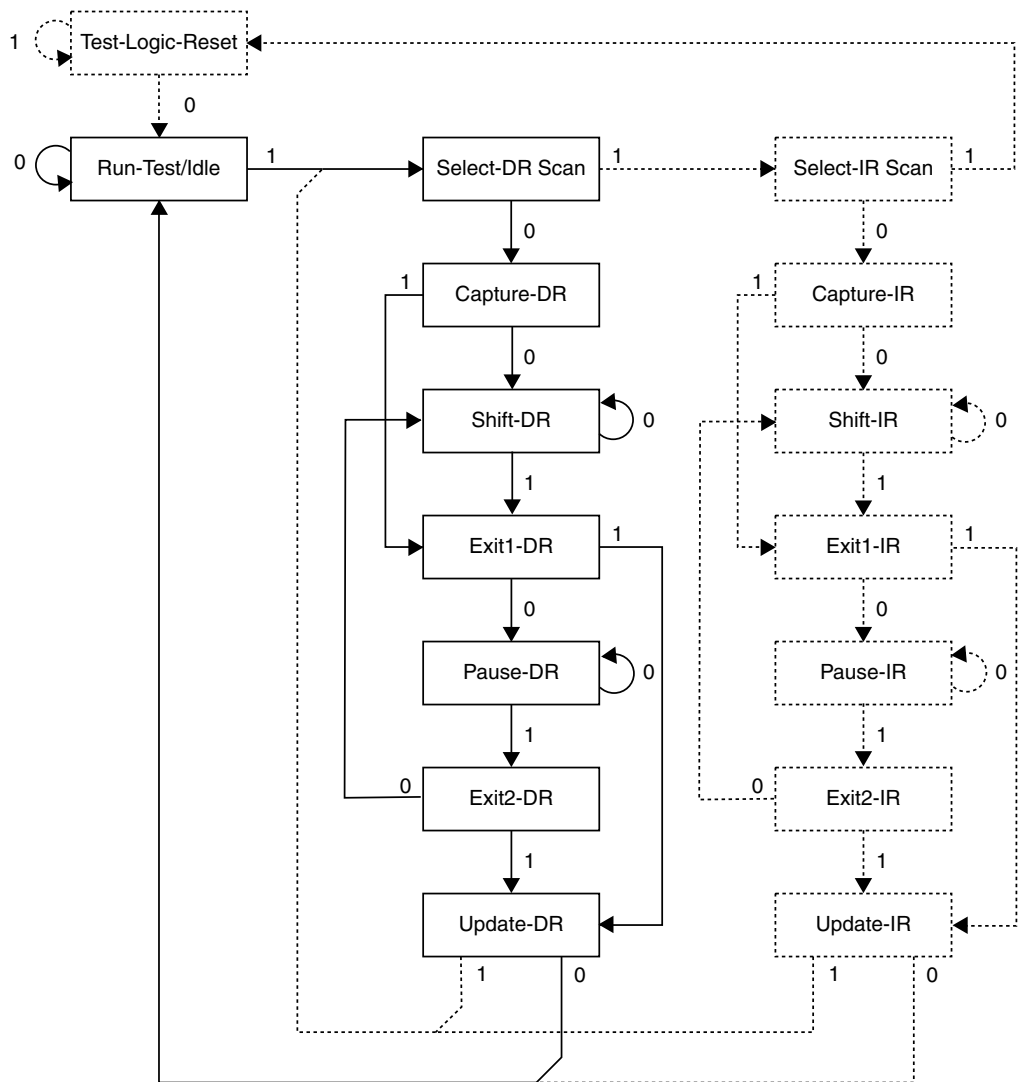 Test-Logic-Reset
1
0
Run-Test/Idle
0
1
Select-DR Scan
1
Select-IR Scan
1
0
0
Capture-DR
1
Capture-IR
1
0
0
Shift-DR
0
Shift-IR
0
1
1
Exit1-DR
1
Exit1-IR
1
0
0
Pause-DR
0
Pause-IR
0
1
1
Exit2-DR
0
Exit2-IR
0
1
1
Update-DR
Update-IR
1
0
1
0